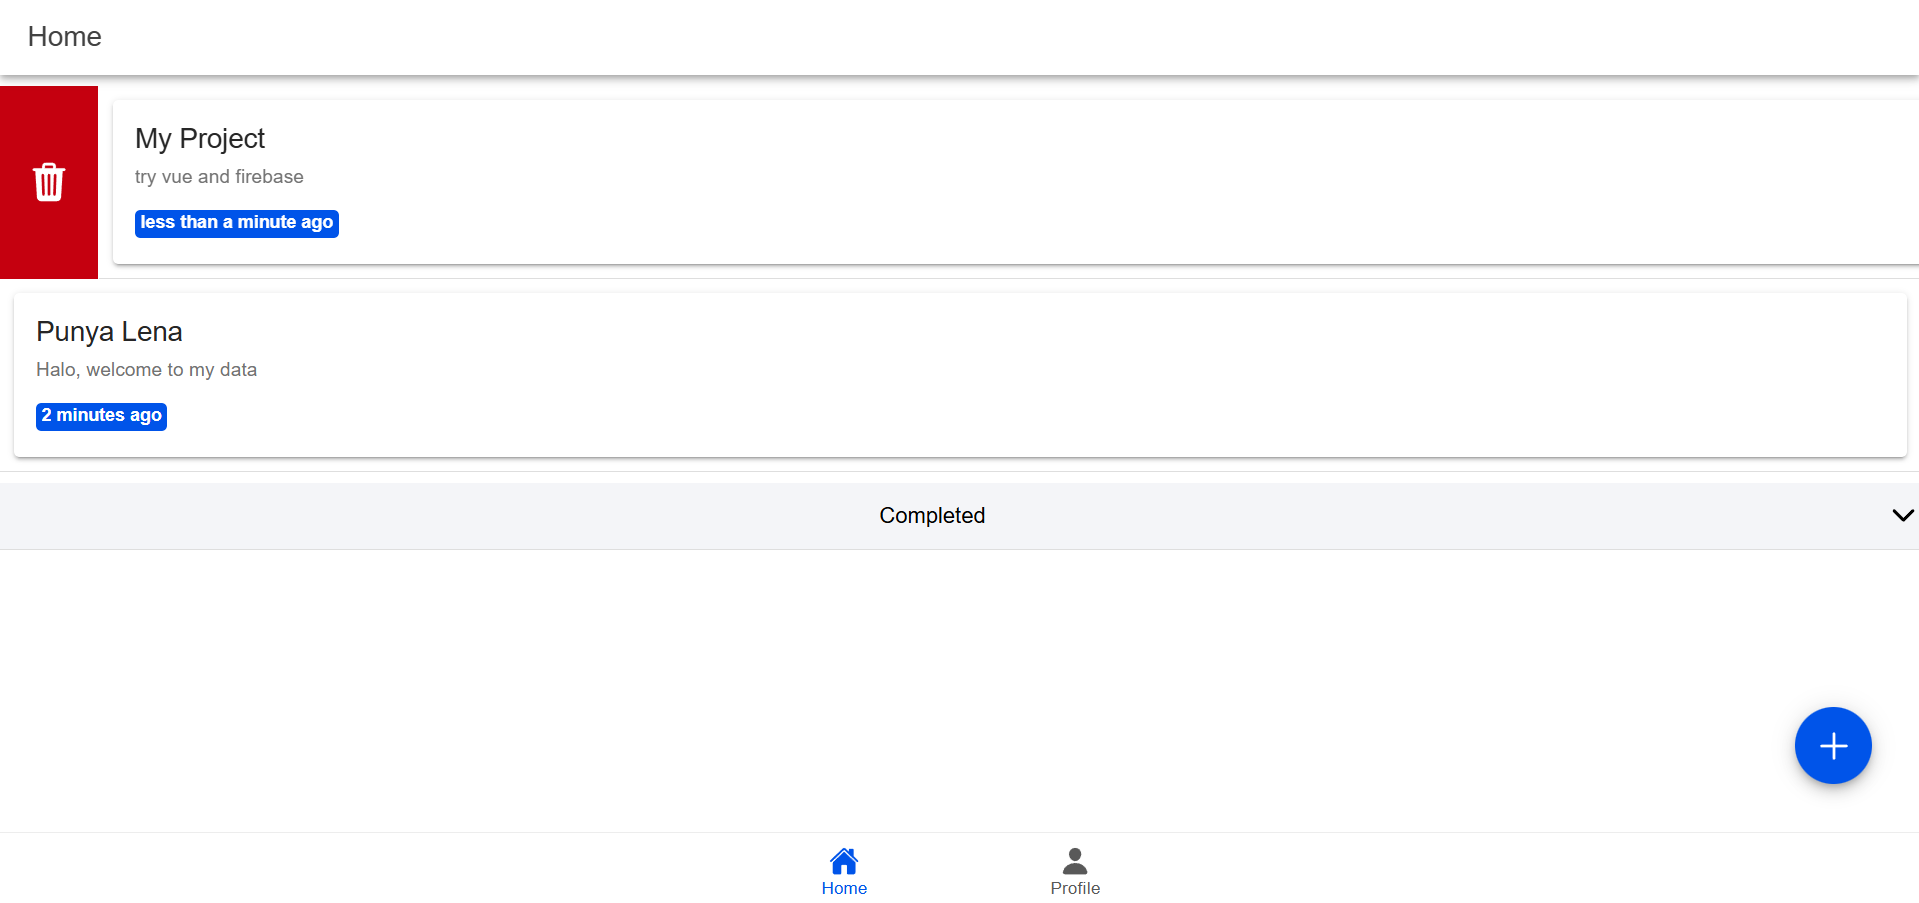 Home
My Project
try vue and firebase
less than a minute ago
Punya Lena
Halo, welcome to my data
2 minutes ago
Completed
Home
Profile